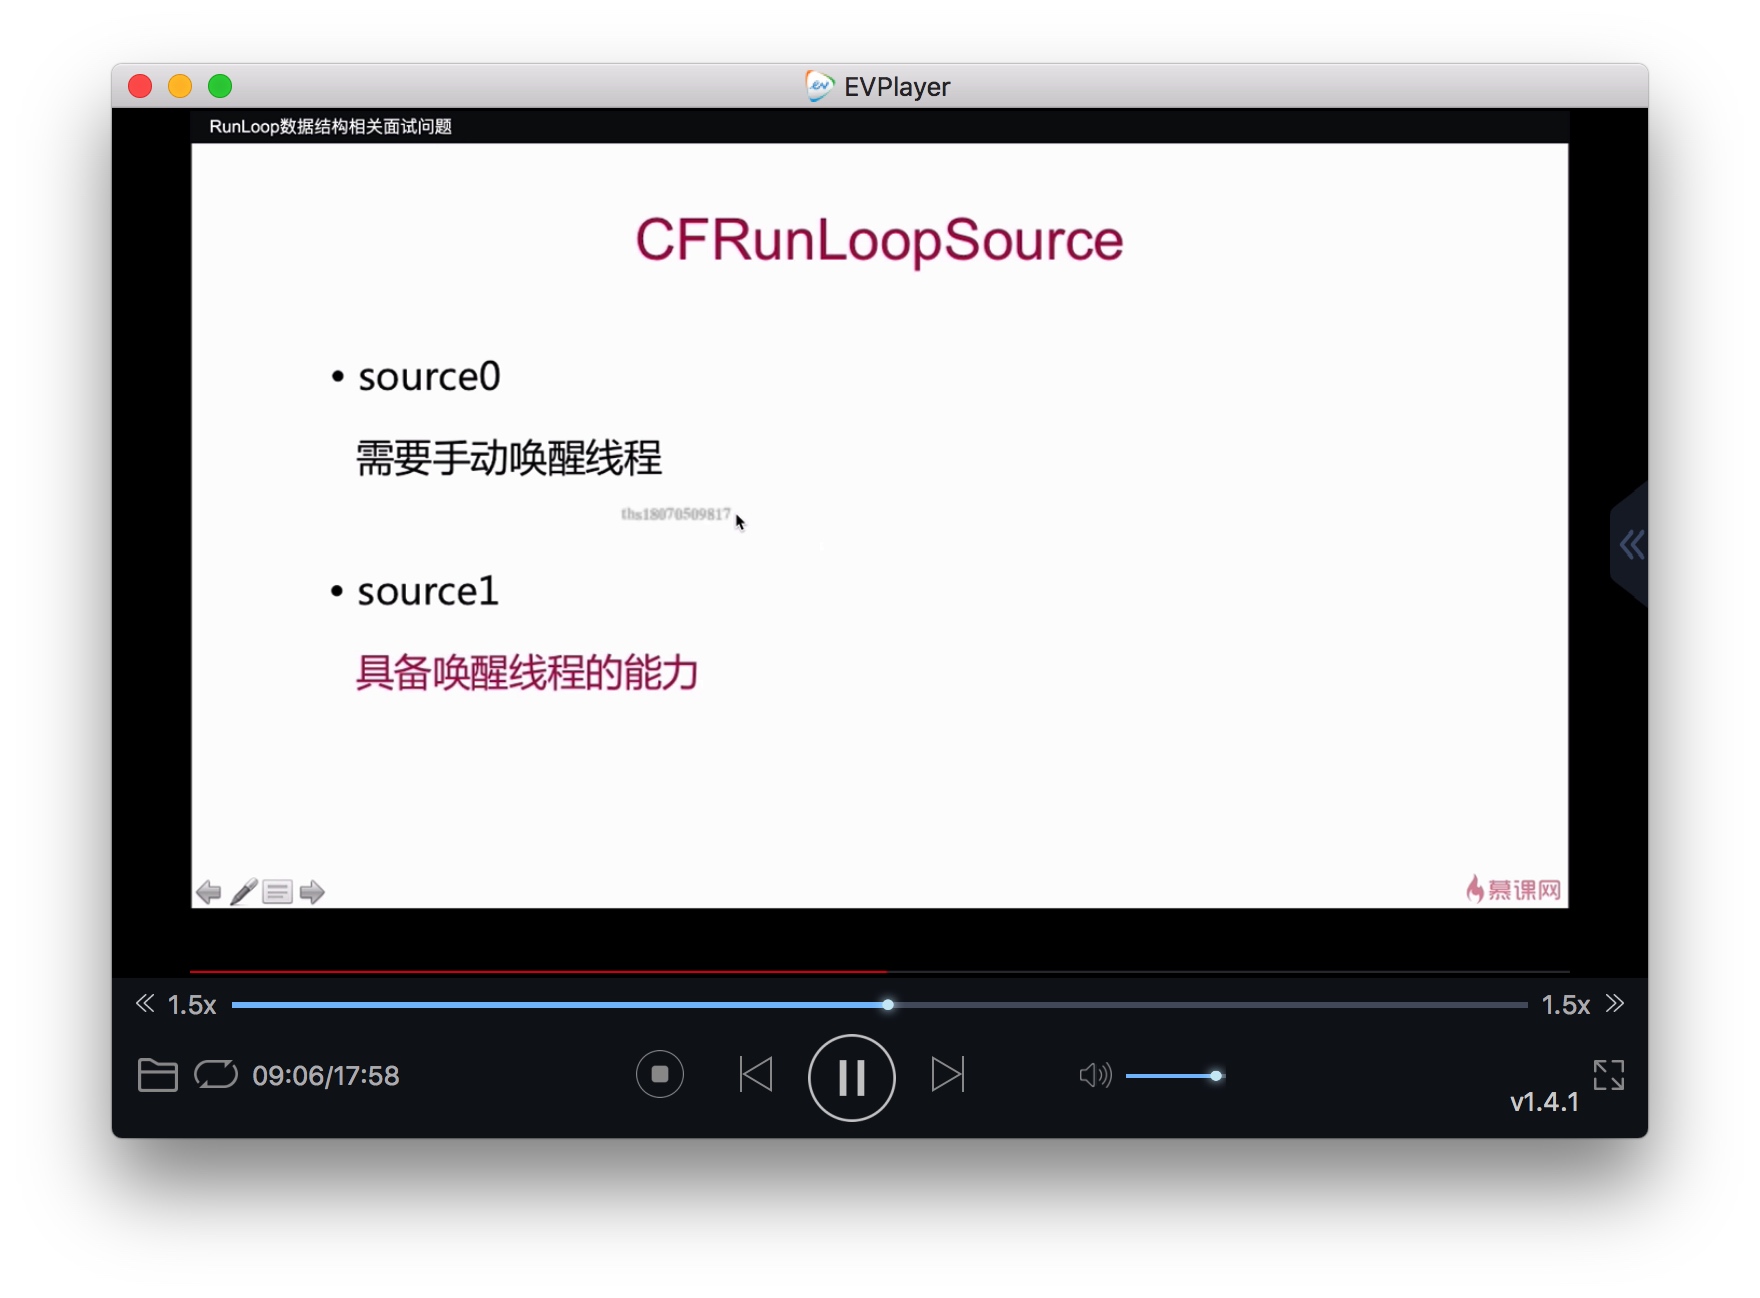 EVPlayer
RunLoop数据结构相关面试问题
CFRunLoopSource
• source0
需要手动唤醒线程
ths18070509817
• source1
具备唤醒线程的能力
慕课网
1.5x
1.5x
09:06/17:58
v1.4.1